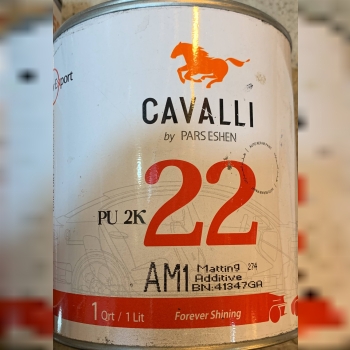 Export
CAVALLI
by PARS ESHEN
PU 2K 22
AM1 Matting 274
Additive
BN:41347GA
1 Qrt / 1 Lit Forever Shining